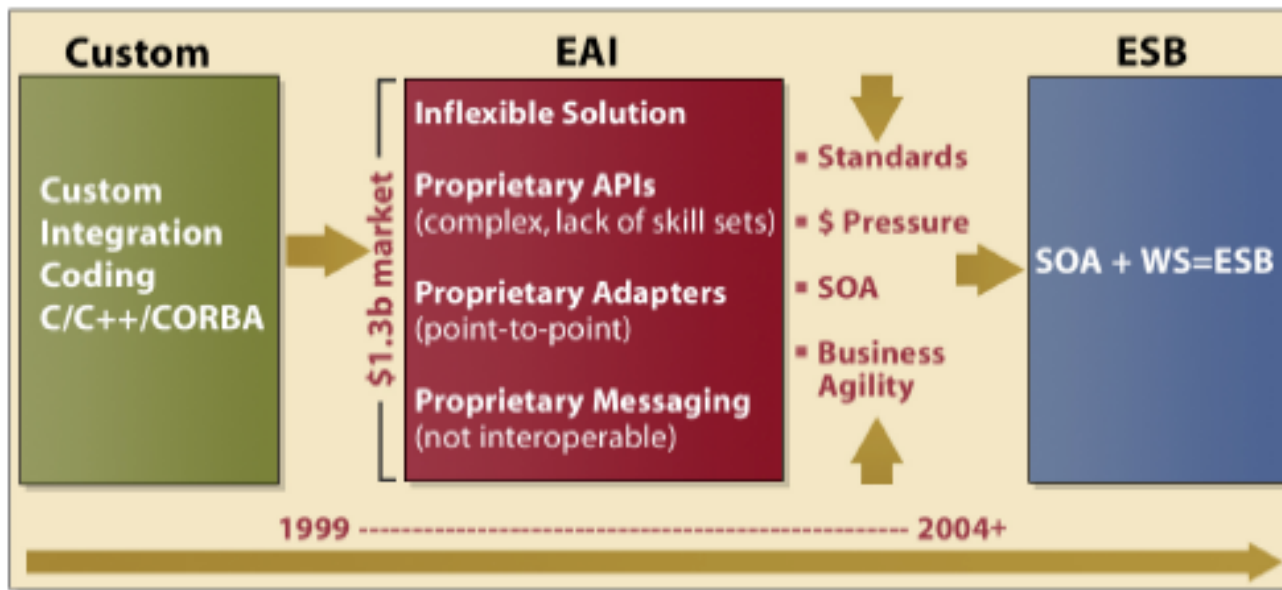 Custom
Custom
Integration
Coding
C/C++/CORBA
$1.3b market
EAI
Inflexible Solution
Proprietary APIs
(complex, lack of skill sets)
Proprietary Adapters
(point-to-point)
Proprietary Messaging
(not interoperable)
▪ Standards
▪ $ Pressure
▪ SOA
▪ Business
Agility
ESB
SOA + WS=ESB
1999 ------------------------------------------- 2004+